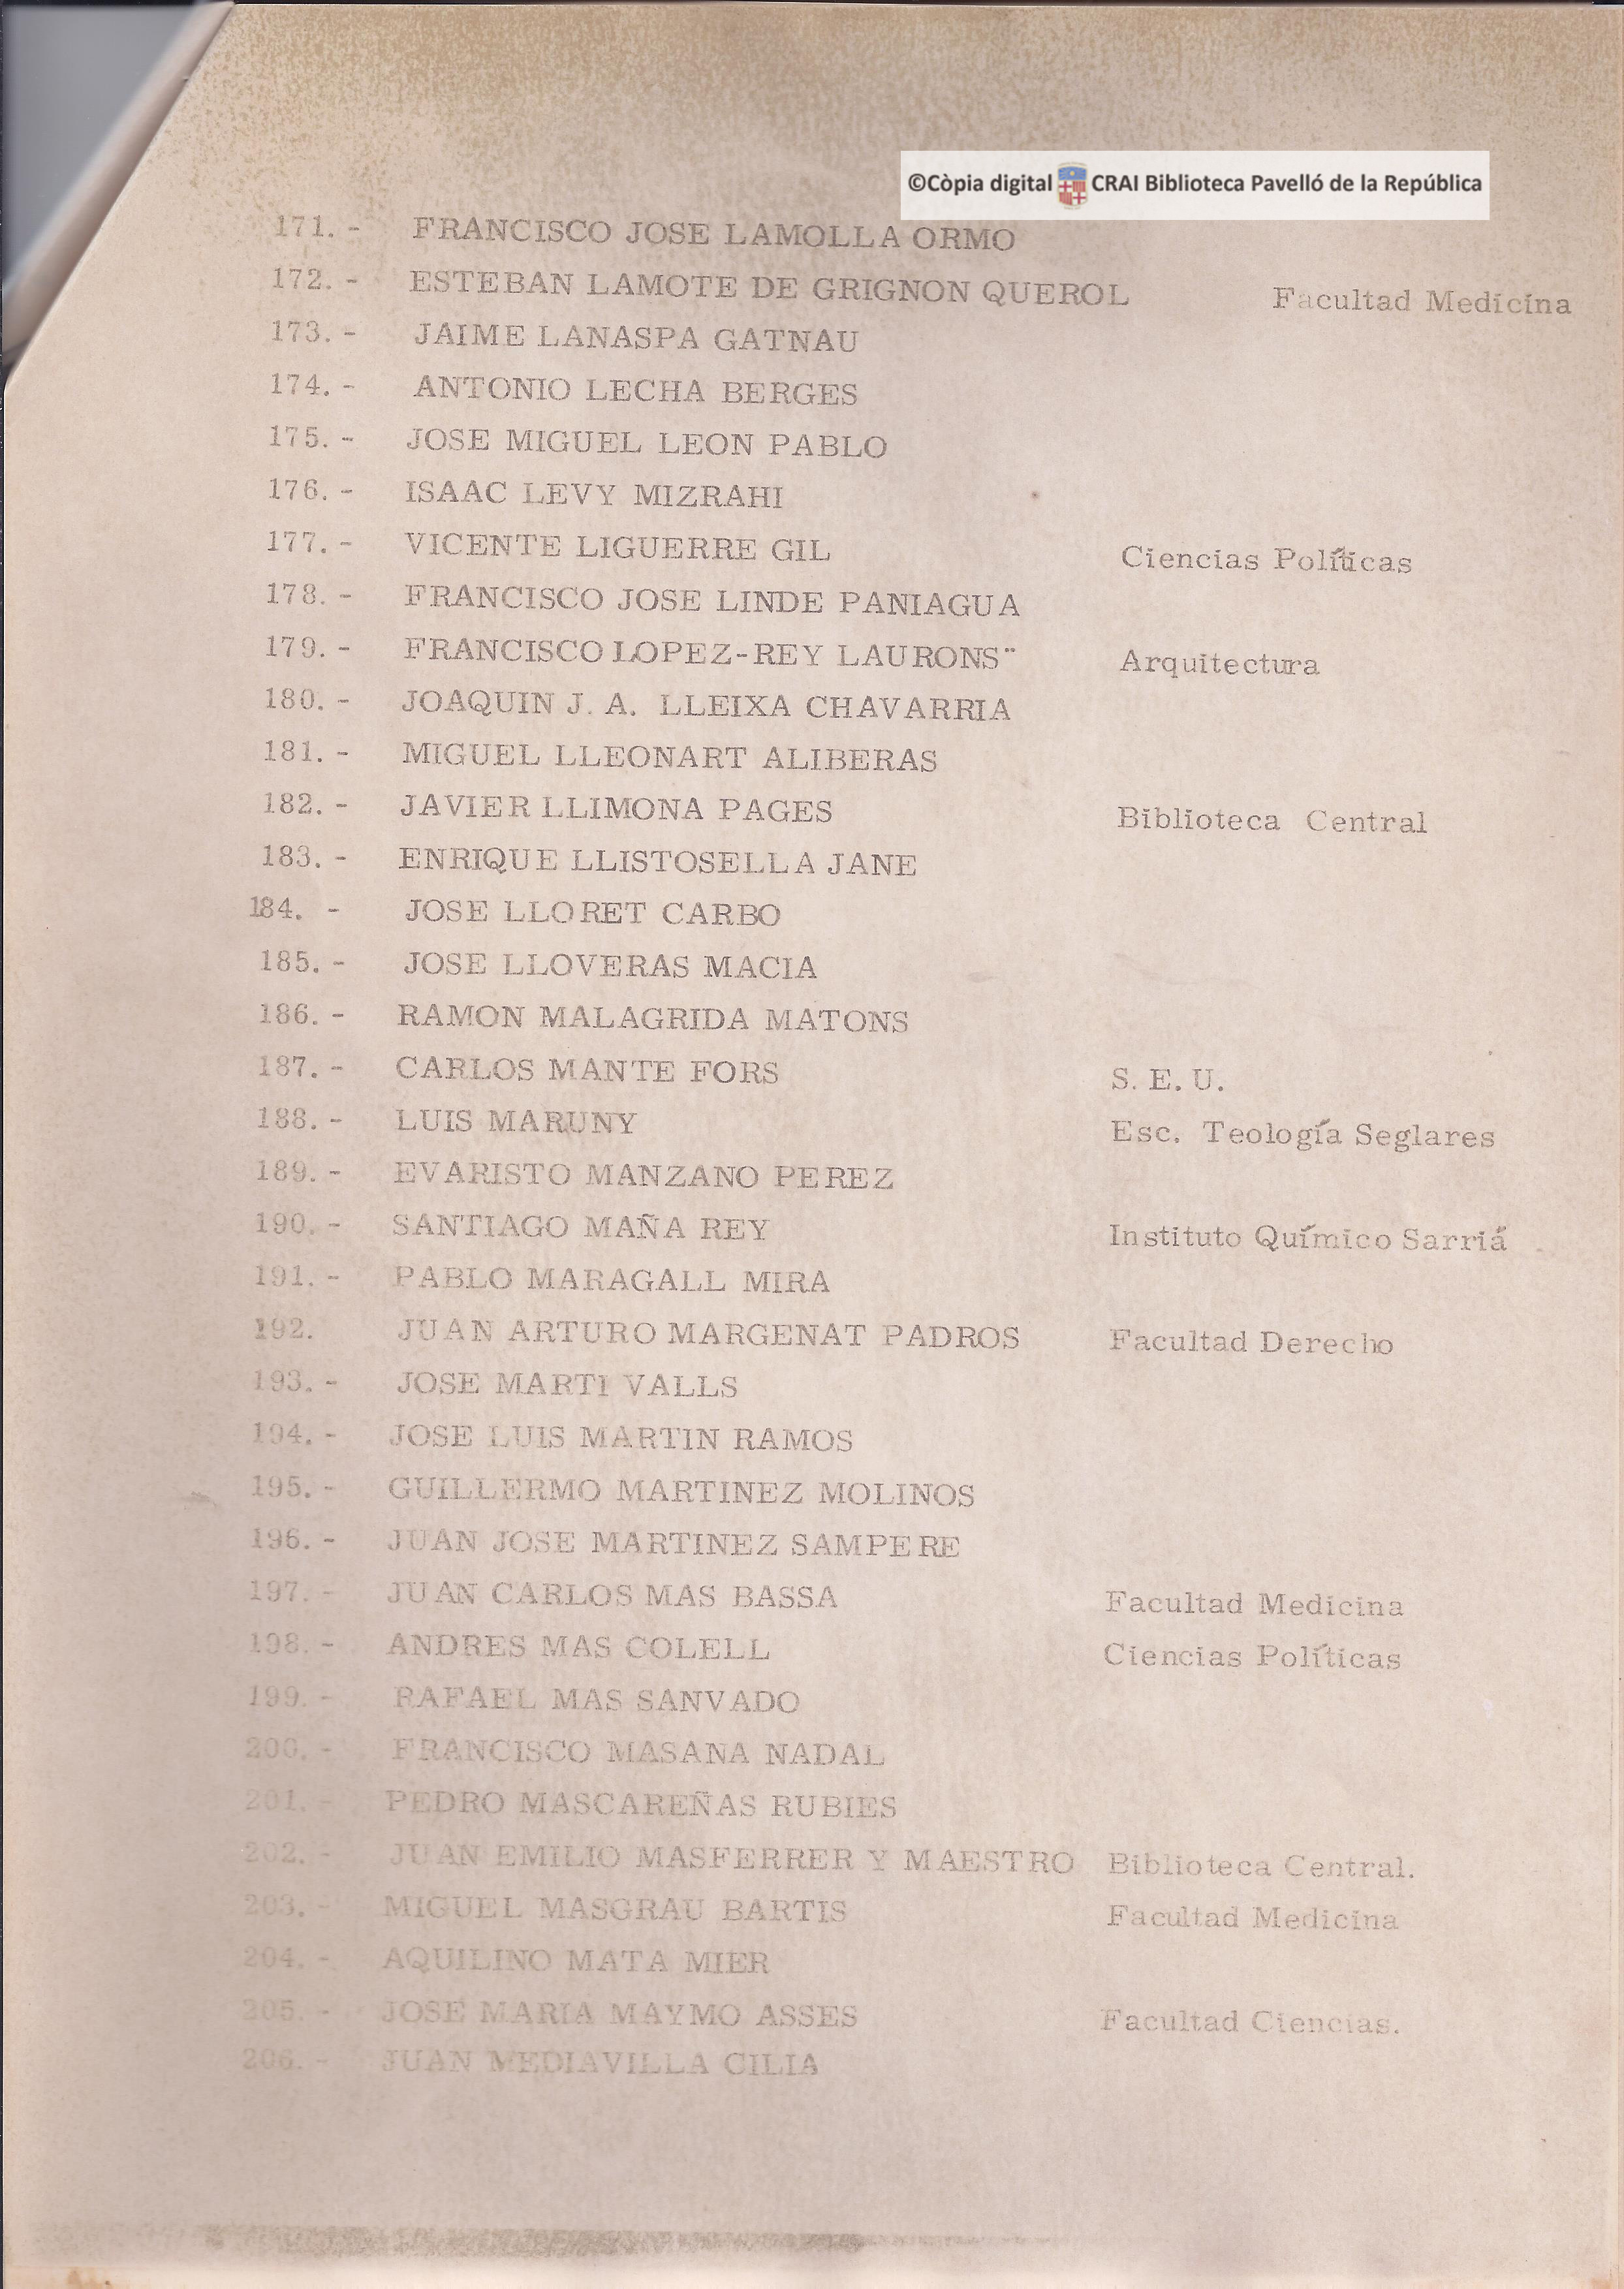 ©Còpia digital CRAI Biblioteca Pavelló de la República
171. - FRANCISCO JOSE LAMOLLA ORMO
172. - ESTEBAN LAMOTE DE GRIGNON QUEROL Facultad Medicina
173. - JAIME LANASPA GATNAU
174. - ANTONIO LECHA BERGES
175. - JOSE MIGUEL LEON PABLO
176. - ISAAC LEVY MIZRAHI
177. - VICENTE LIGUERRE GIL Ciencias Políticas
178. - FRANCISCO JOSE LINDE PANIAGUA
179. - FRANCISCO LOPEZ-REY LAURONS¨ Arquitectura
180. - JOAQUIN J. A. LLEIXA CHAVARRIA
181. - MIGUEL LLEONART ALIBERAS
182. - JAVIER LLIMONA PAGES Biblioteca Central
183. - ENRIQUE LLISTOSELLA JANE
184. - JOSE LLORET CARBO
185. - JOSE LLOVERAS MACIA
186. - RAMON MALAGRIDA MATONS
187. - CARLOS MANTE FORS S. E. U.
188. - LUIS MARUNY Esc. Teología Seglares
189. - EVARISTO MANZANO PEREZ
190. - SANTIAGO MAÑA REY Instituto Químico Sarriá
191. - PABLO MARAGALL MIRA
192. JUAN ARTURO MARGENAT PADROS Facultad Derecho
193. - JOSE MARTI VALLS
194. - JOSE LUIS MARTIN RAMOS
195. - GUILLERMO MARTINEZ MOLINOS
196. - JUAN JOSE MARTINEZ SAMPERE
197. - JUAN CARLOS MAS BASSA Facultad Medicina
198. - ANDRES MAS COLELL Ciencias Políticas
199. - RAFAEL MAS SANVADO
200. - FRANCISCO MASANA NADAL
201. - PEDRO MASCAREÑAS RUBIES
202. - JUAN EMILIO MASFERRER Y MAESTRO Biblioteca Central.
203. - MIGUEL MASGRAU BARTIS Facultad Medicina
204. - AQUILINO MATA MIER
205. - JOSE MARIA MAYMO ASSES Facultad Ciencias.
206. - JUAN MEDIAVILLA CILIA